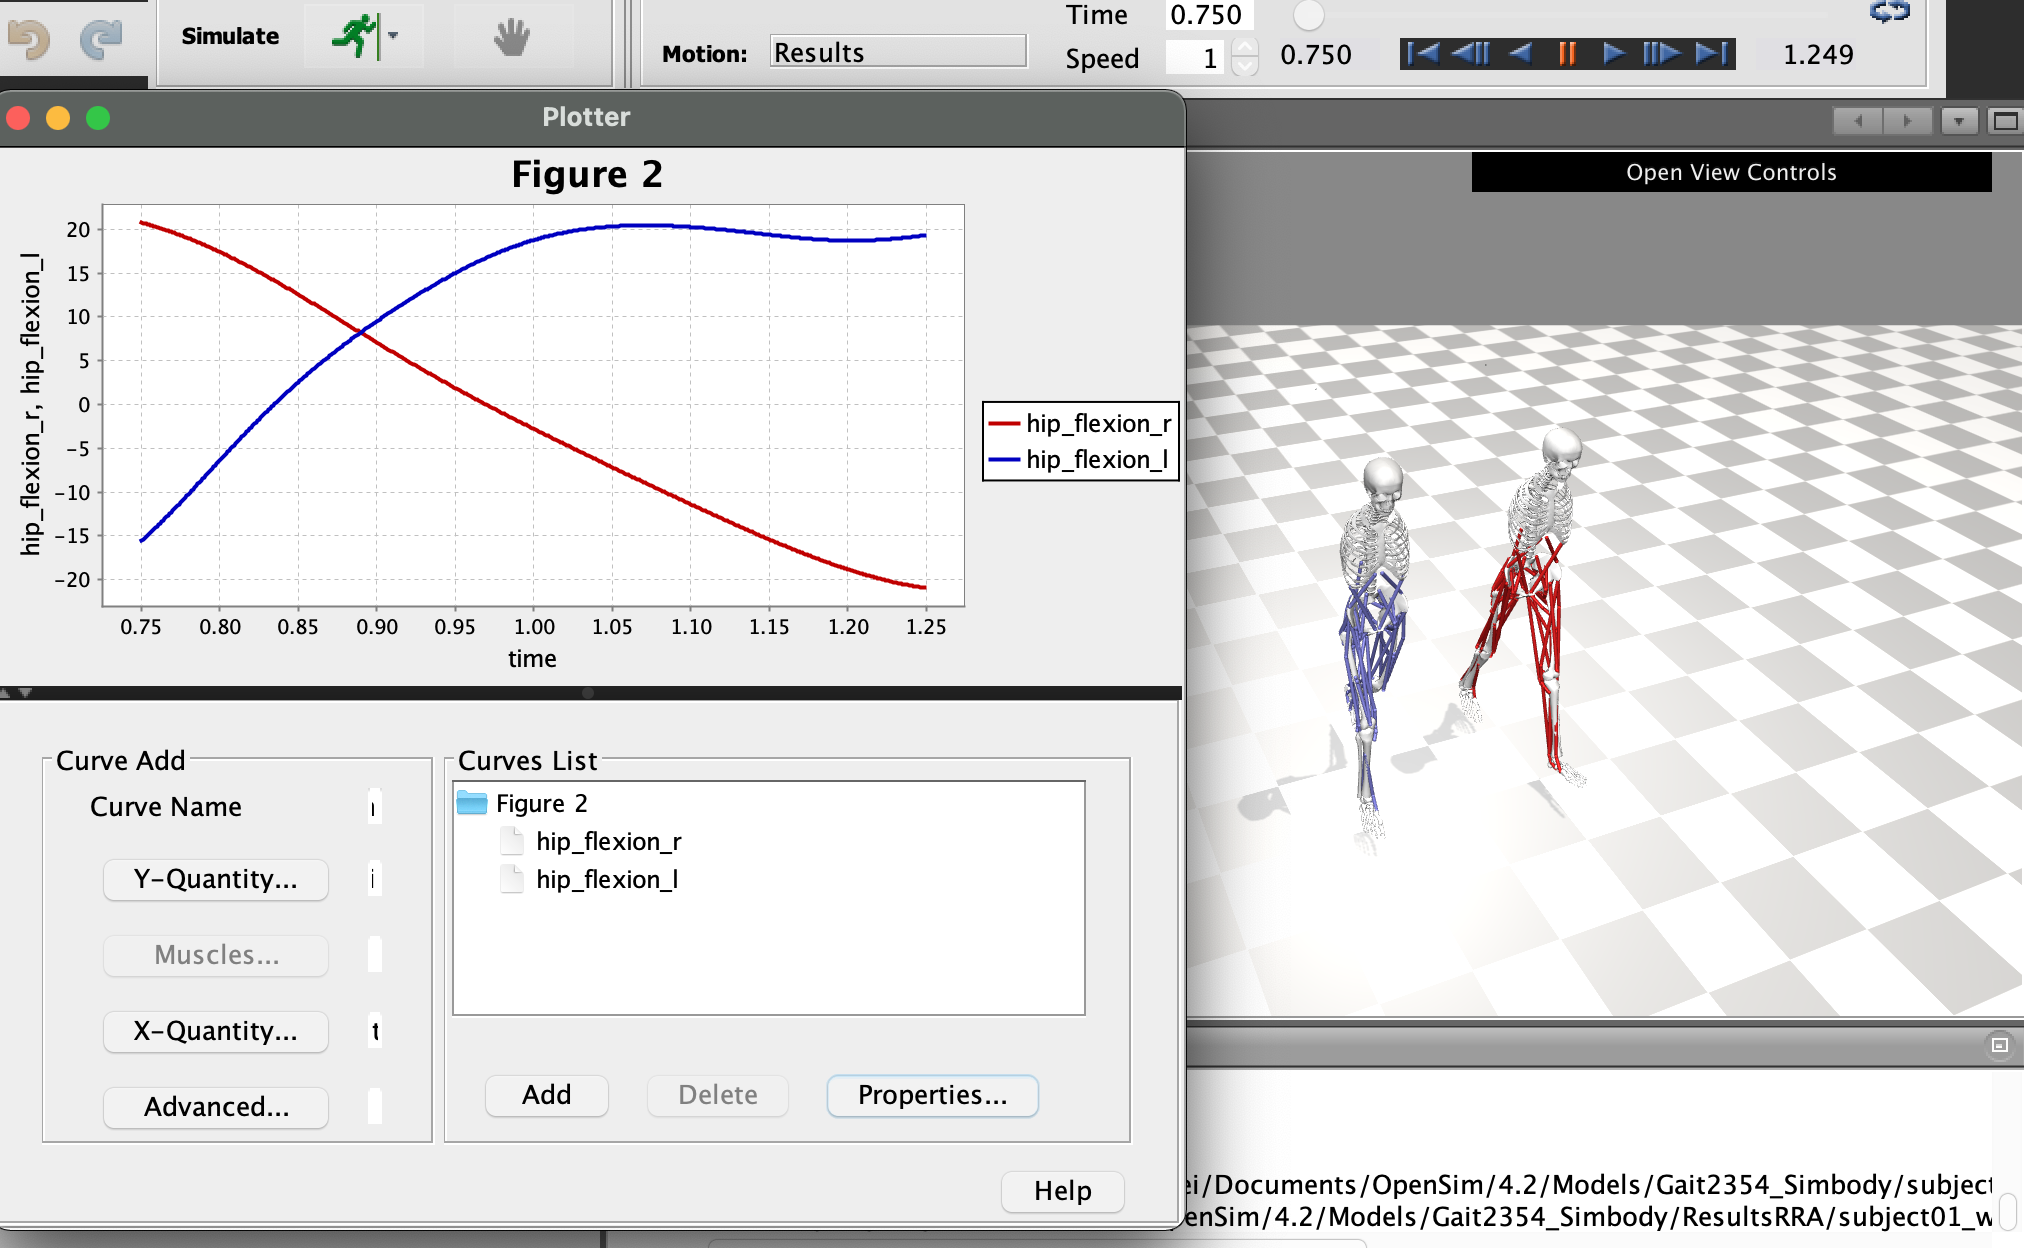 Simulate
Motion:
Results
Time
0.750
Speed
1
0.750
1.249
Plotter
Figure 2
hip_flexion_r, hip_flexion_l
20
15
10
5
0
-5
-10
-15
-20
0.75 0.80 0.85 0.90 0.95 1.00 1.05 1.10 1.15 1.20 1.25
time
hip_flexion_r
hip_flexion_l
Open View Controls
Curve Add
Curve Name
Y-Quantity...
i
Muscles...
X-Quantity...
t
Advanced...
Curves List
Figure 2
hip_flexion_r
hip_flexion_l
Add
Delete
Properties...
Help
ei/Documents/OpenSim/4.2/Models/Gait2354_Simbody/subject
enSim/4.2/Models/Gait2354_Simbody/ResultsRRA/subject01_w